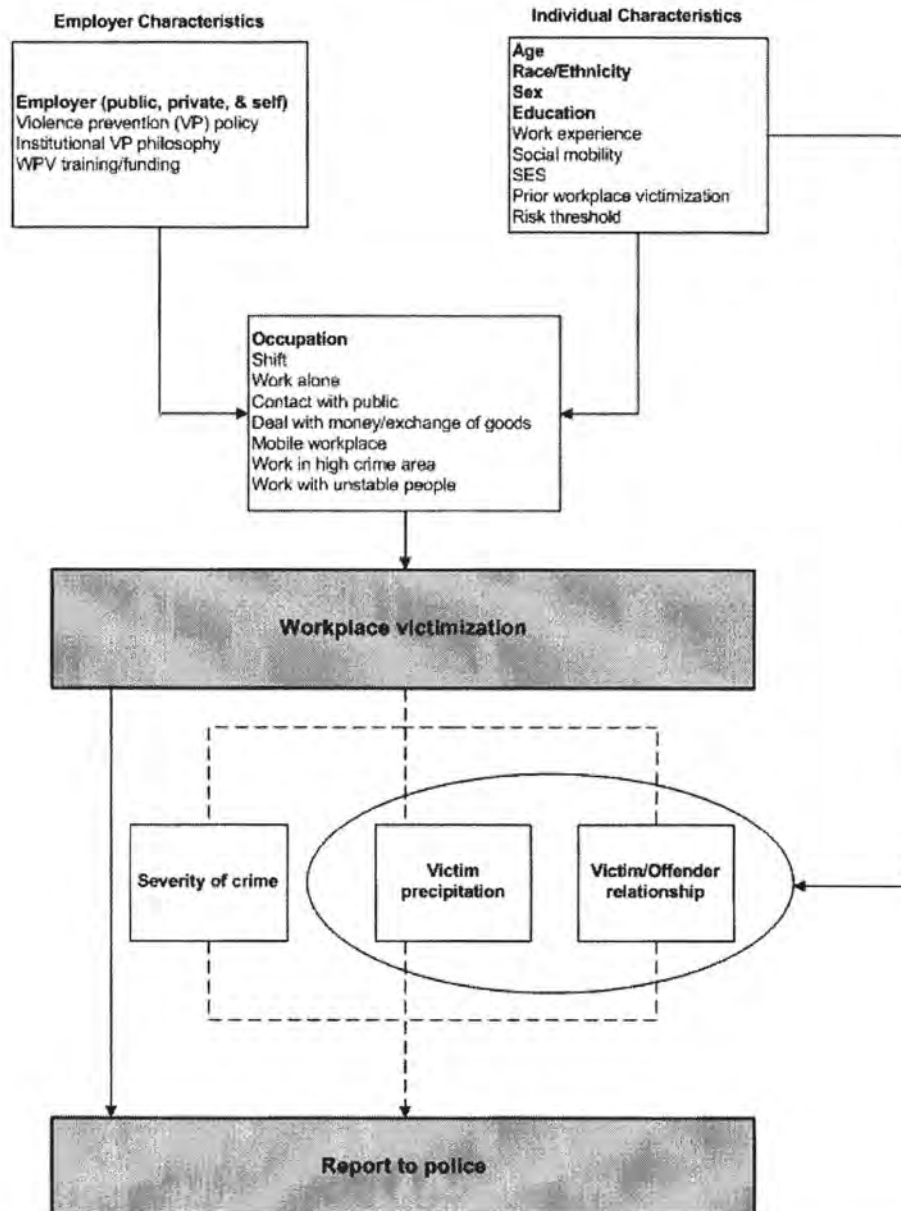 Employer Characteristics
Individual Characteristics
Employer (public, private, & self)
Violence prevention (VP) policy
Institutional VP philosophy
WPV training/funding
Age
Race/Ethnicity
Sex
Education
Work experience
Social mobility
SES
Prior workplace victimization
Risk threshold
Occupation
Shift
Work alone
Contact with public
Deal with money/exchange of goods
Mobile workplace
Work in high crime area
Work with unstable people
Workplace victimization
Severity of crime
Victim
precipitation
Victim/Offender
relationship
Report to police